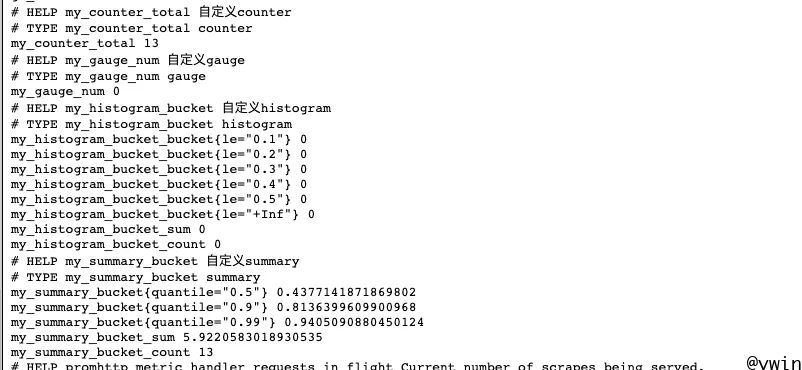 # HELP my_counter_total 自定义counter
# TYPE my_counter_total counter
my_counter_total 13
# HELP my_gauge_num 自定义gauge
# TYPE my_gauge_num gauge
my_gauge_num 0
# HELP my_histogram_bucket 自定义histogram
# TYPE my_histogram_bucket histogram
my_histogram_bucket_bucket{le="0.1"} 0
my_histogram_bucket_bucket{le="0.2"} 0
my_histogram_bucket_bucket{le="0.3"} 0
my_histogram_bucket_bucket{le="0.4"} 0
my_histogram_bucket_bucket{le="0.5"} 0
my_histogram_bucket_bucket{le="+Inf"} 0
my_histogram_bucket_sum 0
my_histogram_bucket_count 0
# HELP my_summary_bucket 自定义summary
# TYPE my_summary_bucket summary
my_summary_bucket{quantile="0.5"} 0.4377141871869802
my_summary_bucket{quantile="0.9"} 0.8136399609900968
my_summary_bucket{quantile="0.99"} 0.9405090880450124
my_summary_bucket_sum 5.9220583018930535
my_summary_bucket_count 13
# HELP promhttp_metric_handler_requests_in_flight Current number of scrapes being served.